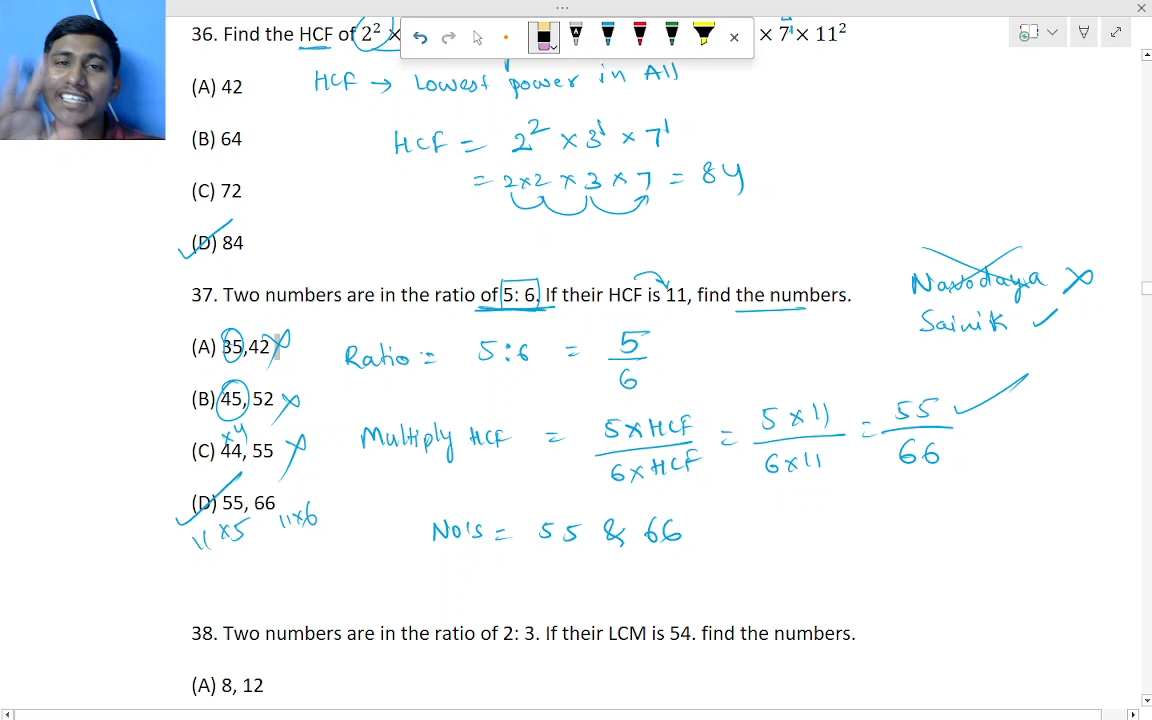 36. Find the HCF of 2² × × 7¹ × 11²
HCF → Lowest power in All
(A) 42
(B) 64
HCF = 2² × 3¹ × 7¹
= 2×2 × 3 × 7 = 84
(C) 72
(D) 84
Navodaya ×
Sainik ✓
37. Two numbers are in the ratio of 5: 6. If their HCF is 11, find the numbers.
(A) 35,42 ×
Ratio = 5:6 = 5/6
(B) 45, 52 ×
Multiply HCF = 5×HCF/6×HCF = 5×11/6×11 = 55/66 ✓
×4
(C) 44, 55 ×
(D) 55, 66
11×5 11×6
No's = 55 & 66
38. Two numbers are in the ratio of 2: 3. If their LCM is 54. find the numbers.
(A) 8, 12